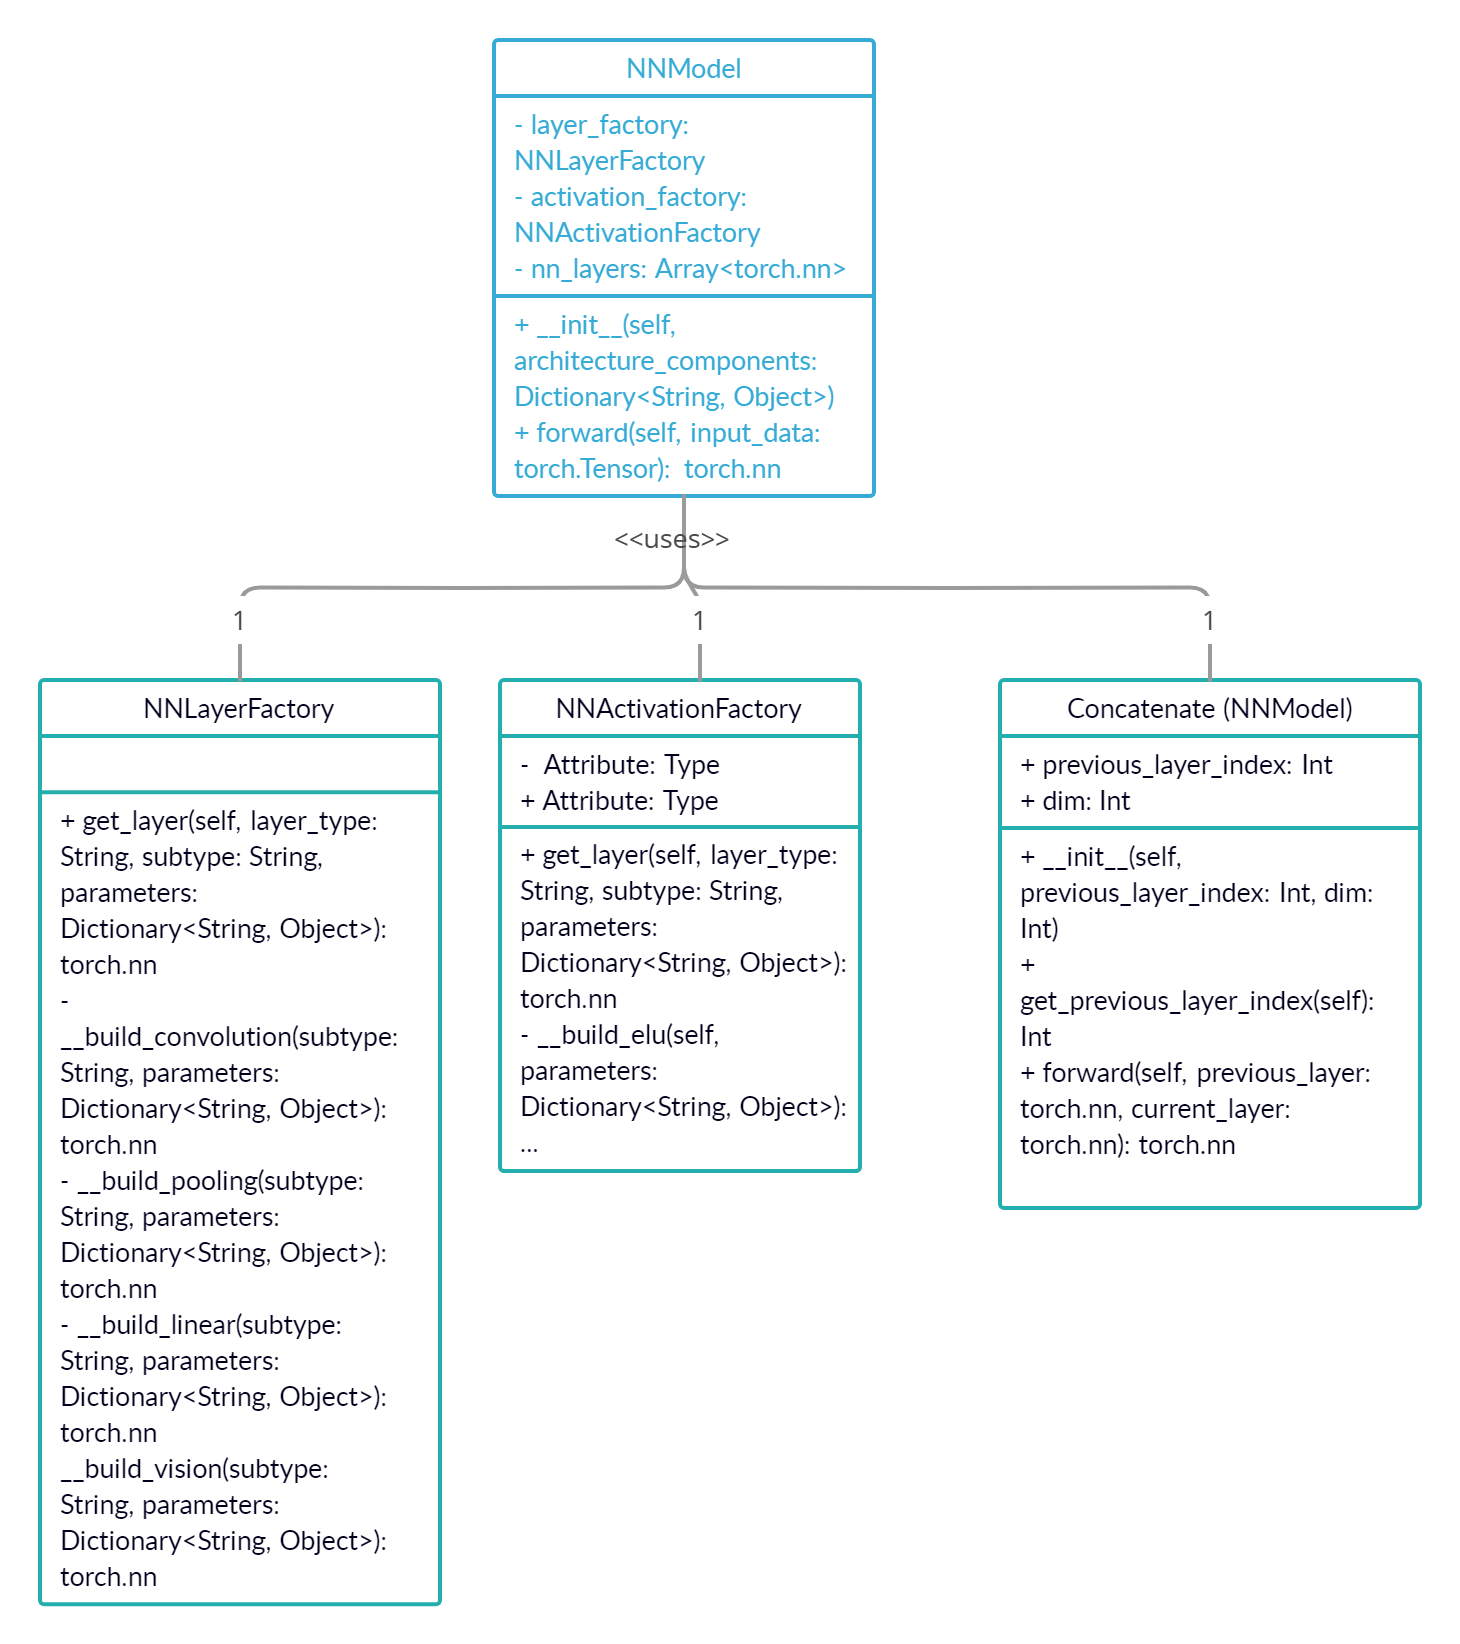 NNModel
- layer_factory:
NNLayerFactory
- activation_factory:
NNActivationFactory
- nn_layers: Array<torch.nn>
+ __init__(self,
architecture_components:
Dictionary<String, Object>)
+ forward(self, input_data:
torch.Tensor):  torch.nn
<<uses>>
1
1
1
NNLayerFactory
+ get_layer(self, layer_type:
String, subtype: String,
parameters:
Dictionary<String, Object>):
torch.nn
-
__build_convolution(subtype:
String, parameters:
Dictionary<String, Object>):
torch.nn
- __build_pooling(subtype:
String, parameters:
Dictionary<String, Object>):
torch.nn
- __build_linear(subtype:
String, parameters:
Dictionary<String, Object>):
torch.nn
__build_vision(subtype:
String, parameters:
Dictionary<String, Object>):
torch.nn
NNActivationFactory
-  Attribute: Type
+ Attribute: Type
+ get_layer(self, layer_type:
String, subtype: String,
parameters:
Dictionary<String, Object>):
torch.nn
- __build_elu(self,
parameters:
Dictionary<String, Object>):
...
Concatenate (NNModel)
+ previous_layer_index: Int
+ dim: Int
+ __init__(self,
previous_layer_index: Int, dim:
Int)
+
get_previous_layer_index(self):
Int
+ forward(self, previous_layer:
torch.nn, current_layer:
torch.nn): torch.nn